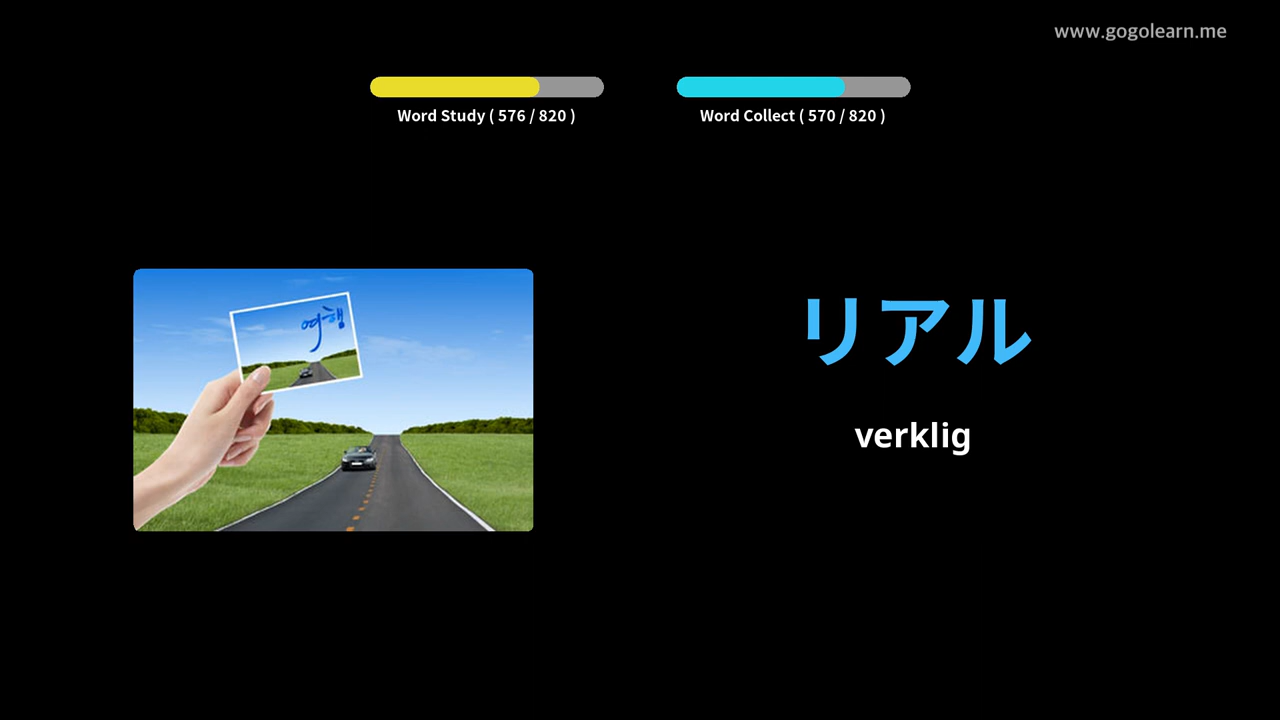 www.gogolearn.me
Word Study ( 576 / 820 )
Word Collect ( 570 / 820 )
여행
リアル
verklig